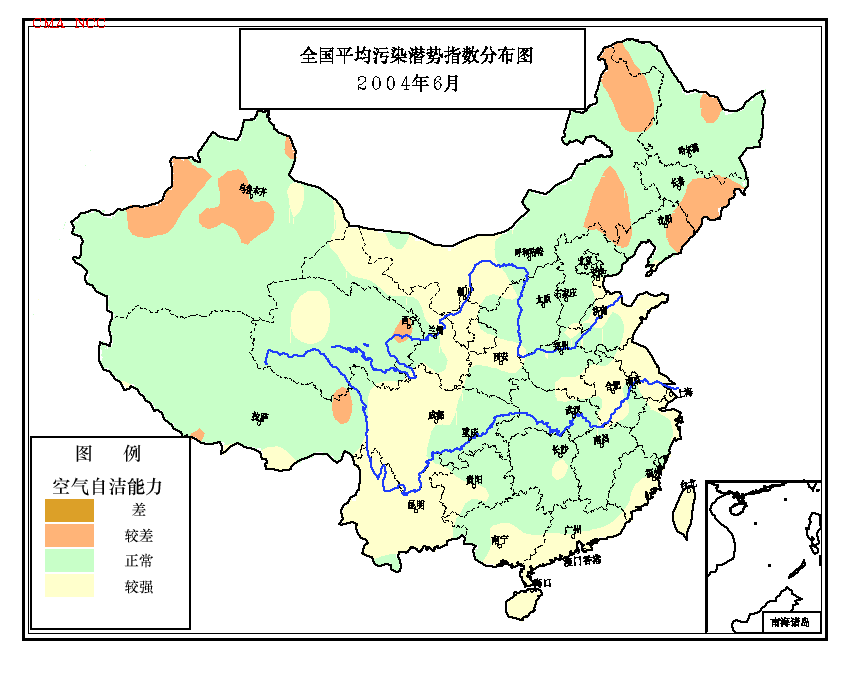 CMA NCC
全国平均污染潜势指数分布图
2004年6月
哈尔滨
长春
沈阳
乌鲁木齐
呼和浩特
北京
天津
银川
太原
石家庄
济南
西宁
兰州
郑州
西安
合肥
南京
上海
拉萨
成都
武汉
重庆
长沙
南昌
贵阳
福州
昆明
台北
南宁
广州
澳门 香港
海口
图 例
空气自洁能力
差
较差
正常
较强
南海诸岛